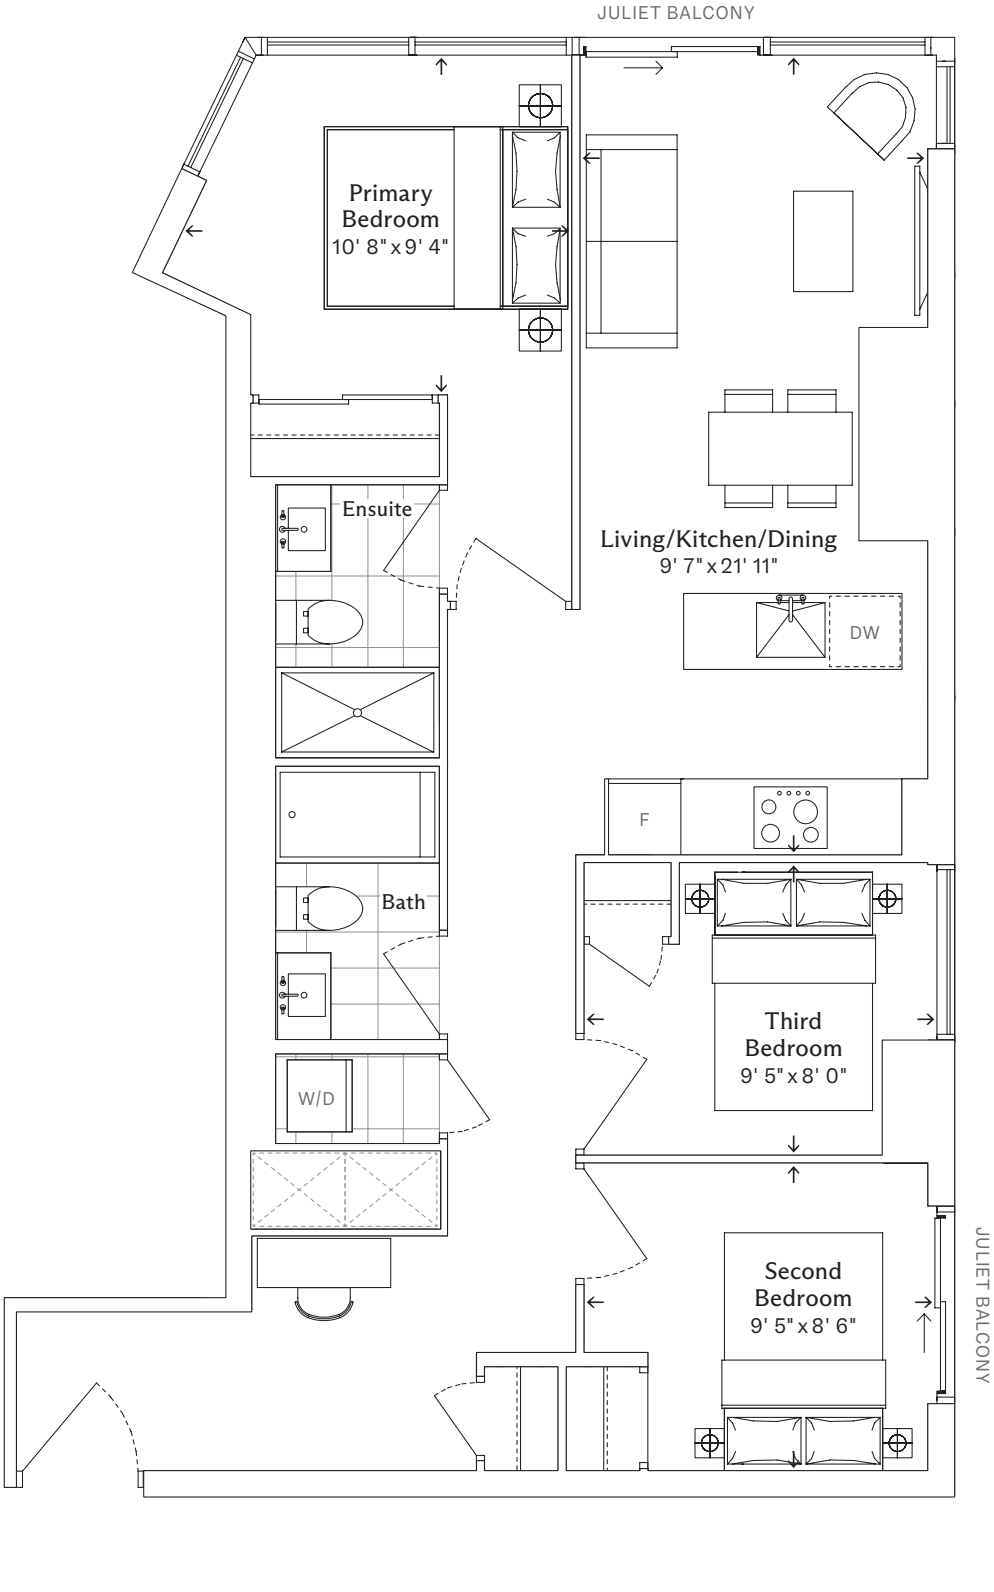 JULIET BALCONY
Primary
Bedroom
10' 8" x 9' 4"
Ensuite
Living/Kitchen/Dining
9' 7" x 21' 11"
DW
F
Bath
Third
Bedroom
9' 5" x 8' 0"
W/D
Second
Bedroom
9' 5" x 8' 6"
JULIET BALCONY